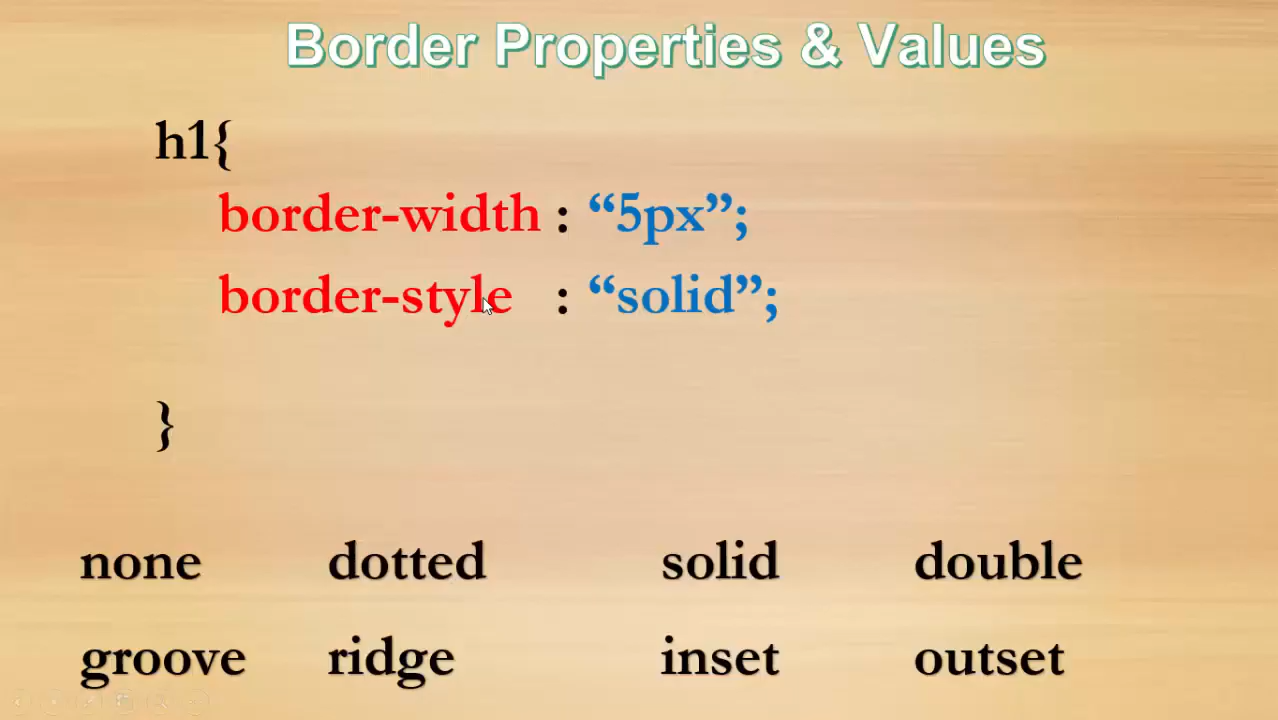 Border Properties & Values
h1{
border-width : “5px”;
border-style : “solid”;
}
none dotted solid double
groove ridge inset outset